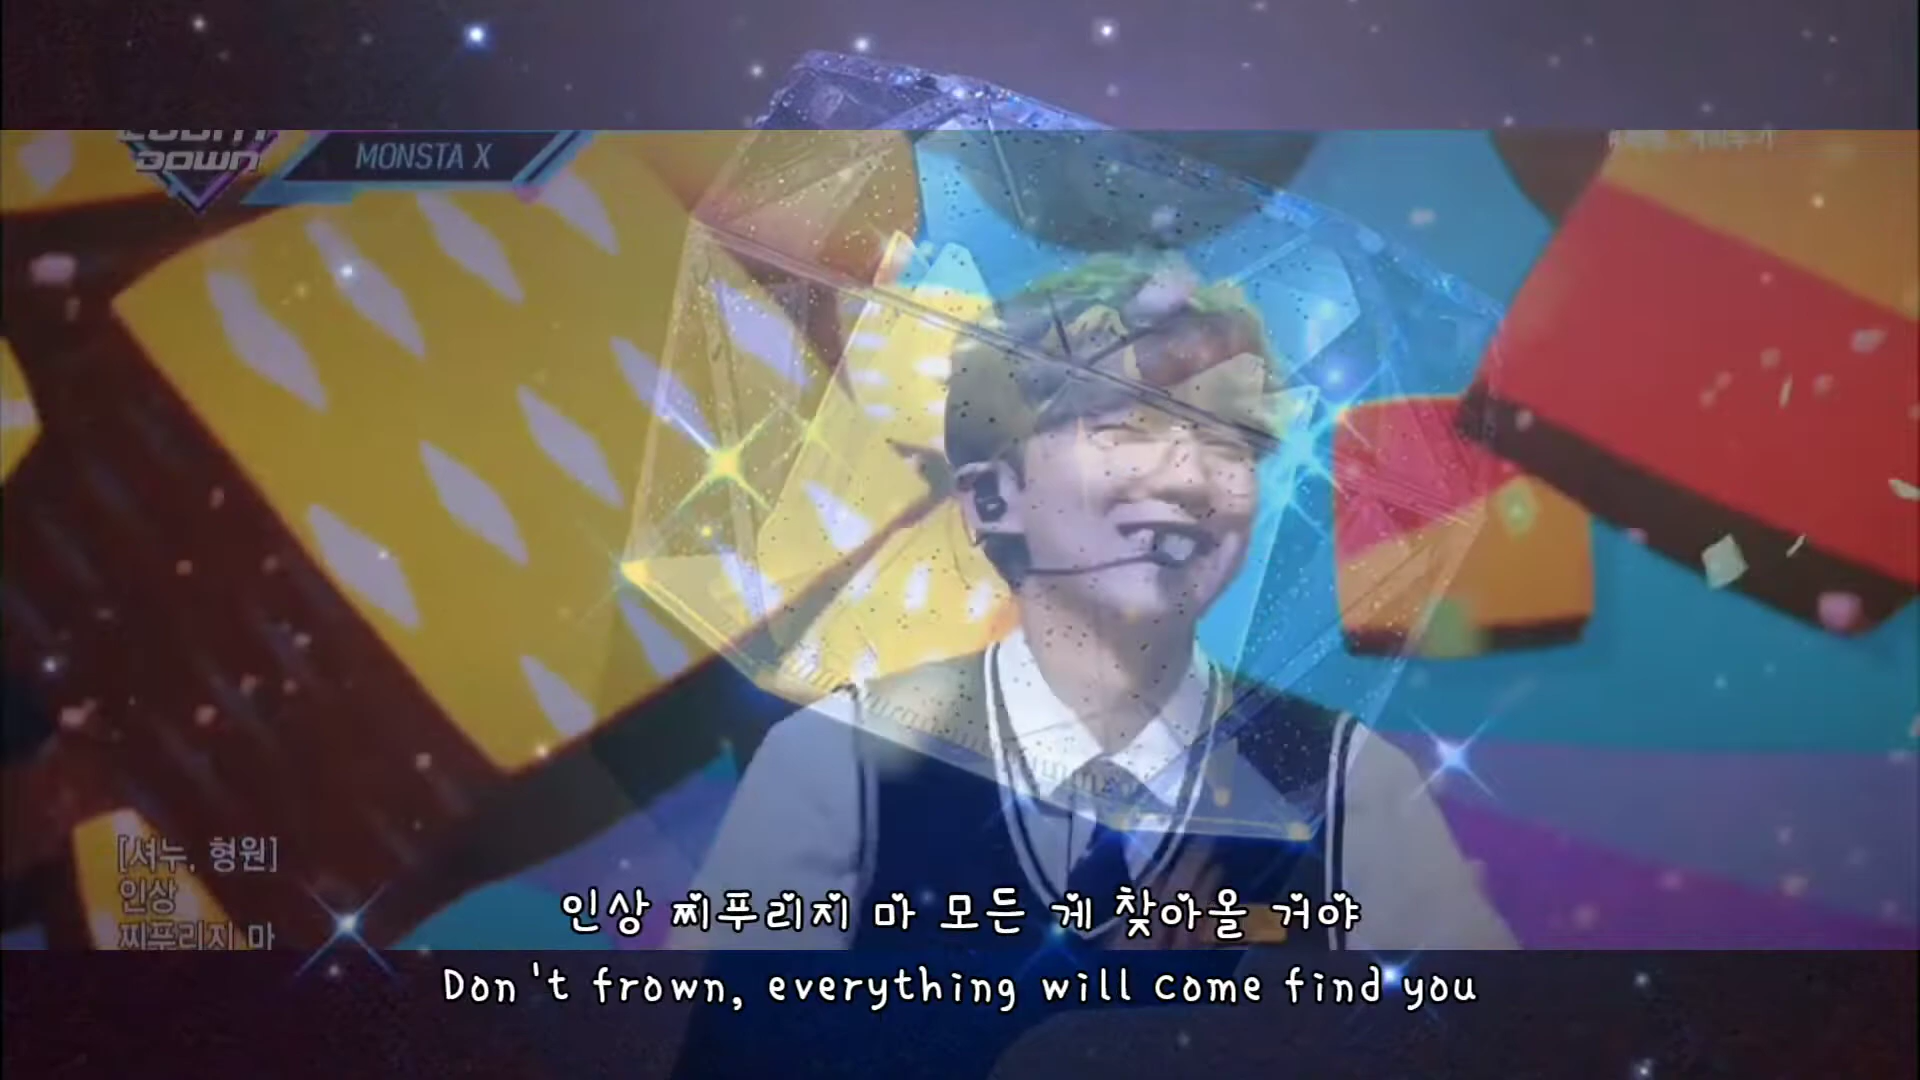 DOWN
MONSTA X
[셔누, 형원]
인상
찌푸리지 마
인상 찌푸리지 마 모든 게 찾아올 거야
Don't frown, everything will come find you